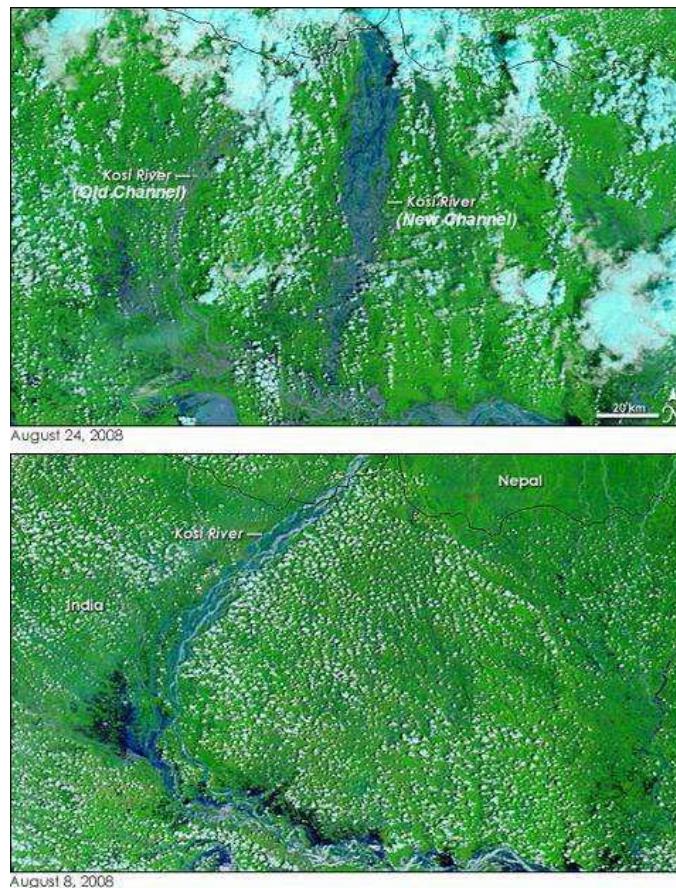 Kosi River
(Old Channel)
Kosi River
(New Channel)
20 km
August 24, 2008
Nepal
Kosi River
India
August 8, 2008